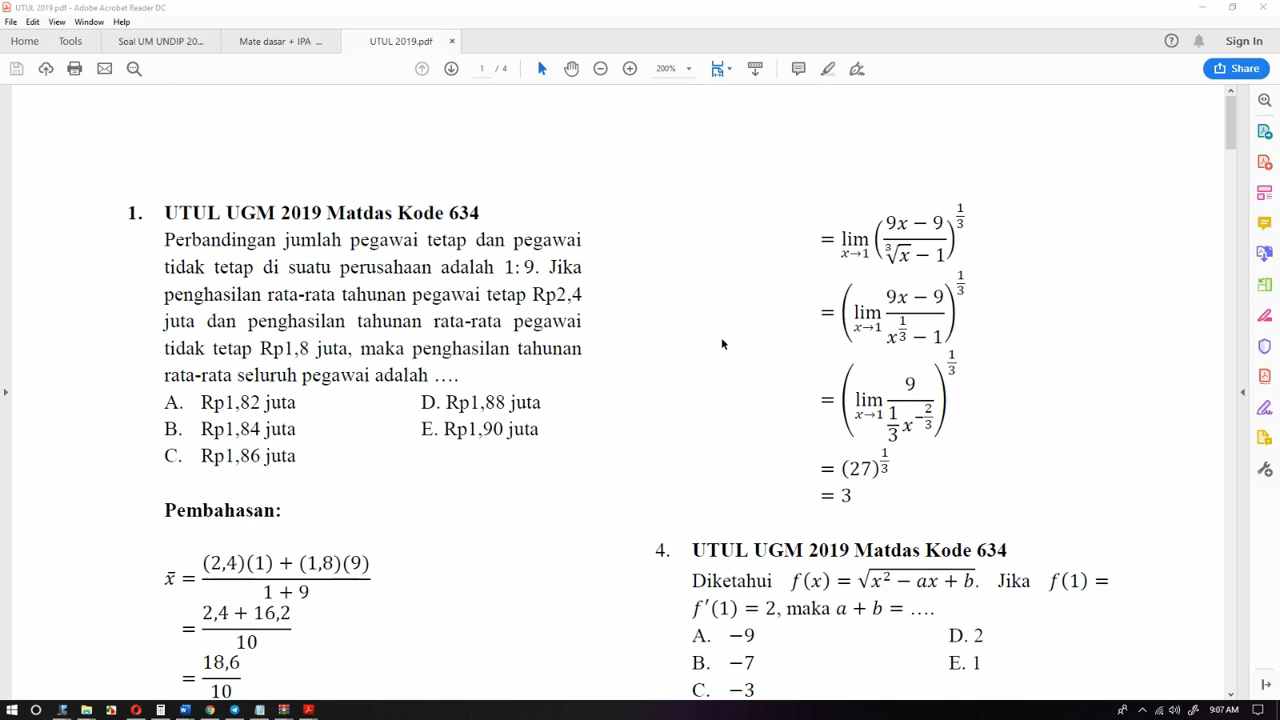 UTUL 2019.pdf - Adobe Acrobat Reader DC
File Edit View Window Help
Home Tools Soal UM UNDIP 20... Mate dasar + IPA ... UTUL 2019.pdf × Sign In
1 / 4 200% Share
1. UTUL UGM 2019 Matdas Kode 634
Perbandingan jumlah pegawai tetap dan pegawai
tidak tetap di suatu perusahaan adalah 1: 9. Jika
penghasilan rata-rata tahunan pegawai tetap Rp2,4
juta dan penghasilan tahunan rata-rata pegawai
tidak tetap Rp1,8 juta, maka penghasilan tahunan
rata-rata seluruh pegawai adalah ….
A. Rp1,82 juta D. Rp1,88 juta
B. Rp1,84 juta E. Rp1,90 juta
C. Rp1,86 juta
Pembahasan:
x̄ = ((2,4)(1) + (1,8)(9))/(1 + 9)
= (2,4 + 16,2)/10
= 18,6/10
= lim x→1 ((9x − 9)/(∛x − 1))^(1/3)
= (lim x→1 (9x − 9)/(x^(1/3) − 1))^(1/3)
= (lim x→1 9/((1/3)x^(−2/3)))^(1/3)
= (27)^(1/3)
= 3
4. UTUL UGM 2019 Matdas Kode 634
Diketahui f(x) = √(x² − ax + b). Jika f(1) =
f′(1) = 2, maka a + b = ….
A. −9 D. 2
B. −7 E. 1
C. −3
9:07 AM